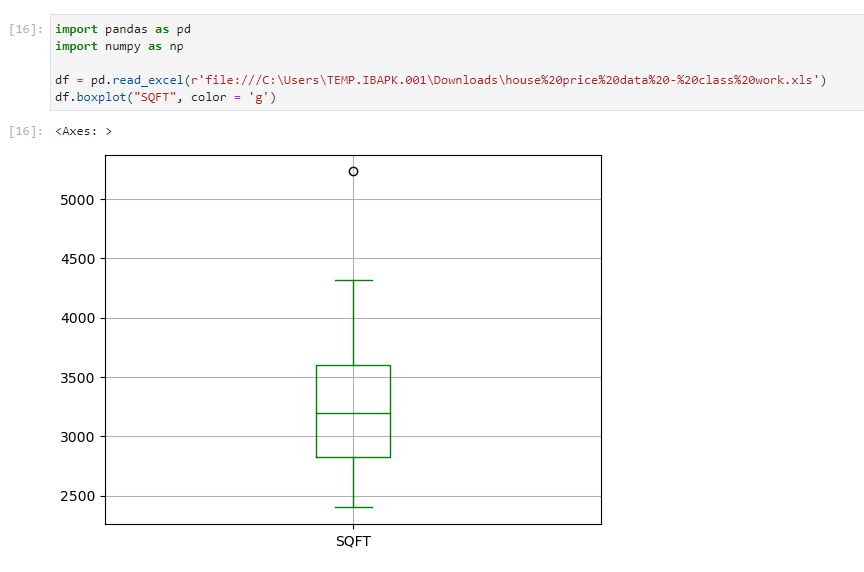 [16]: import pandas as pd
import numpy as np
df = pd.read_excel(r'file:///C:\Users\TEMP.IBAPK.001\Downloads\house%20price%20data%20-%20class%20work.xls')
df.boxplot("SQFT", color = 'g')
[16]: <Axes: >
5000
4500
4000
3500
3000
2500
SQFT